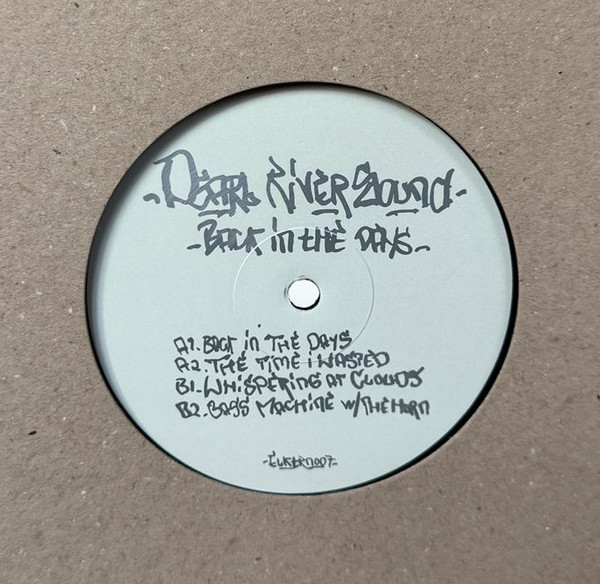 -Pearl River Sound-
-Back in the Days-
A1. Back in The Days
A2. The Time i Wasted
B1. Whispering at Clouds
B2. Bass Machine w/ The Horn